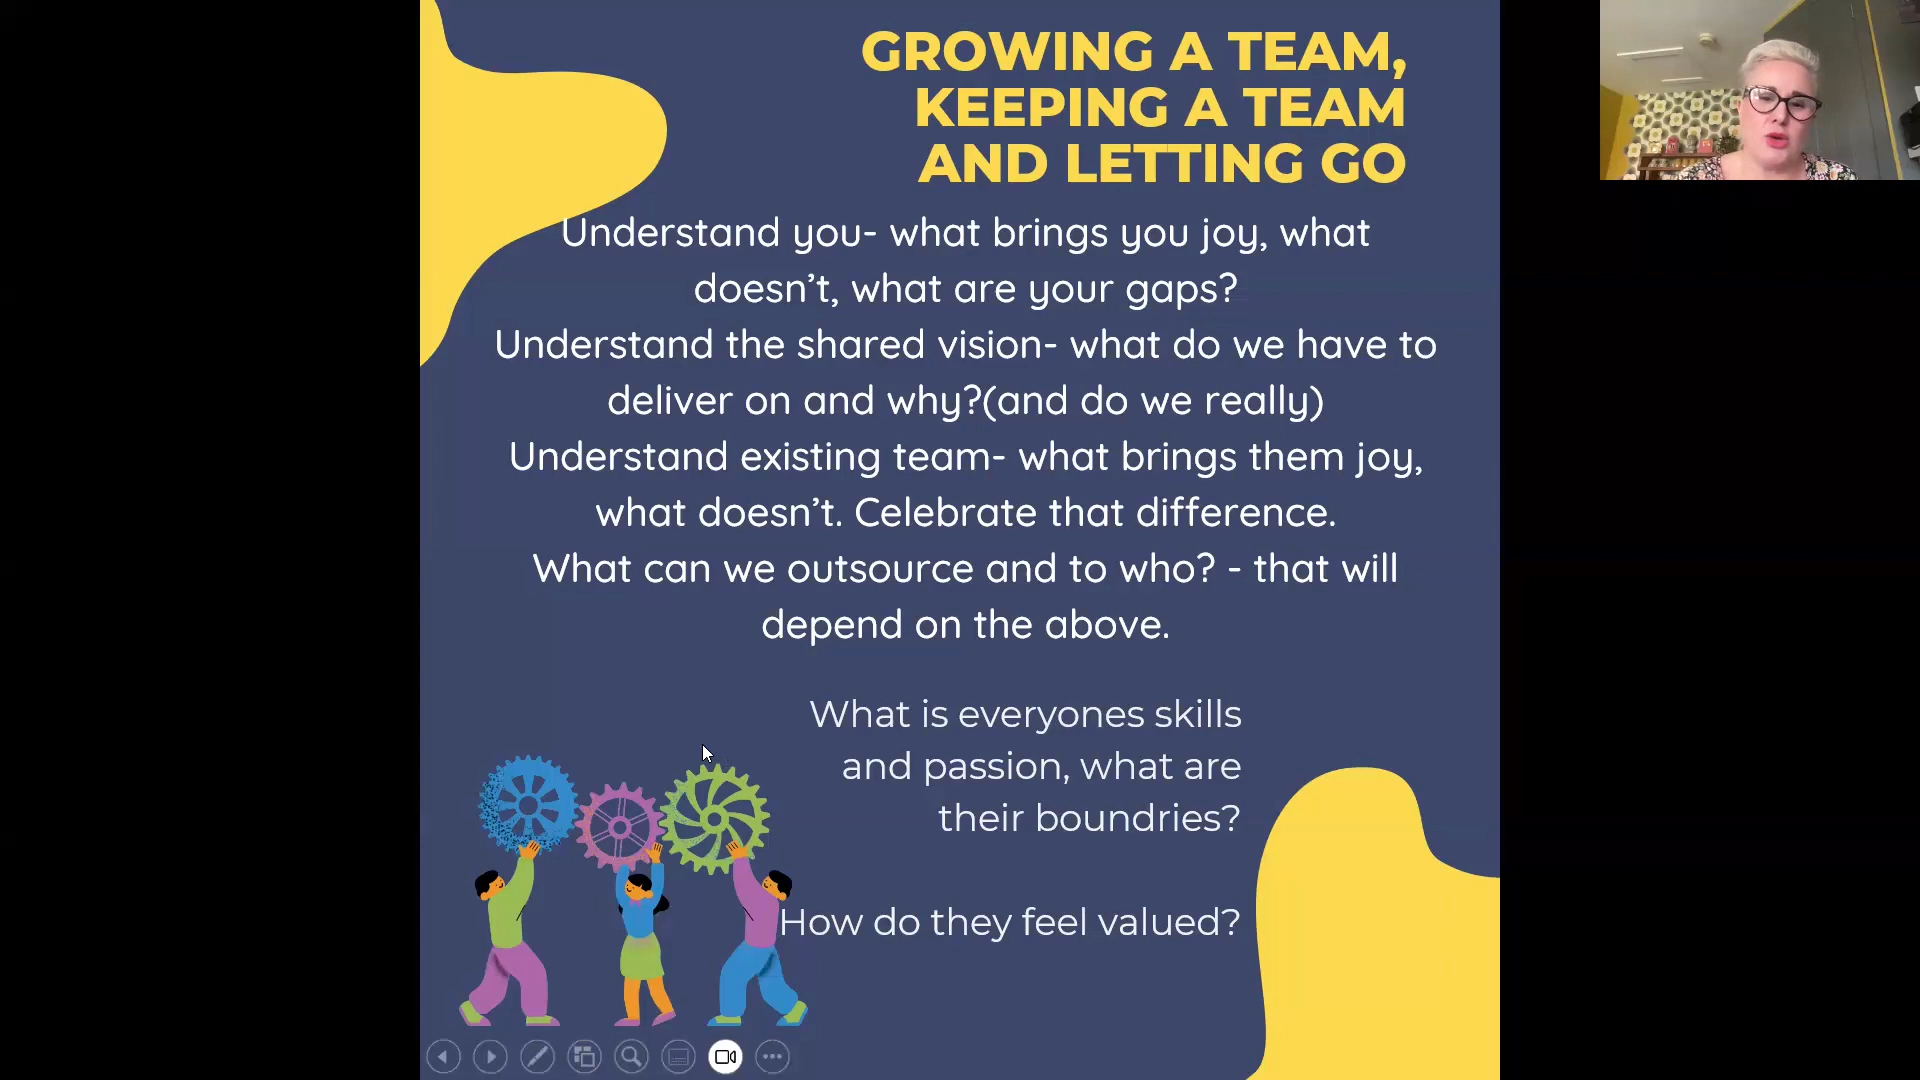 GROWING A TEAM,
KEEPING A TEAM
AND LETTING GO
Understand you- what brings you joy, what
doesn’t, what are your gaps?
Understand the shared vision- what do we have to
deliver on and why?(and do we really)
Understand existing team- what brings them joy,
what doesn’t. Celebrate that difference.
What can we outsource and to who? - that will
depend on the above.
What is everyones skills
and passion, what are
their boundries?
How do they feel valued?